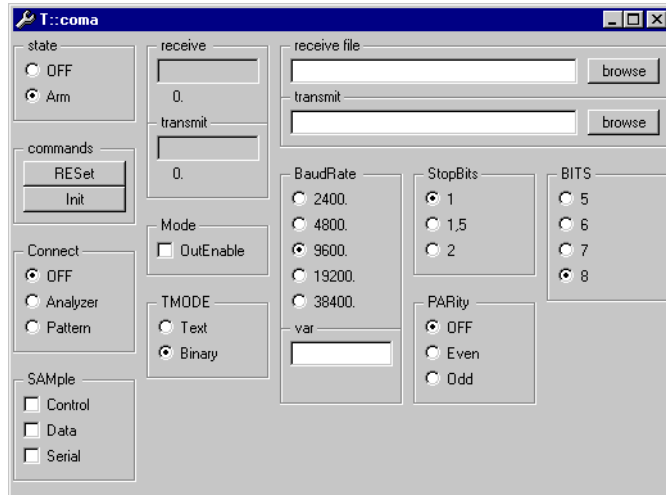 T::coma
state
OFF
Arm
commands
RESet
Init
Connect
OFF
Analyzer
Pattern
SAMple
Control
Data
Serial
receive
0.
transmit
0.
Mode
OutEnable
TMODE
Text
Binary
receive file
browse
transmit
browse
BaudRate
2400.
4800.
9600.
19200.
38400.
var
StopBits
1
1,5
2
PARity
OFF
Even
Odd
BITS
5
6
7
8